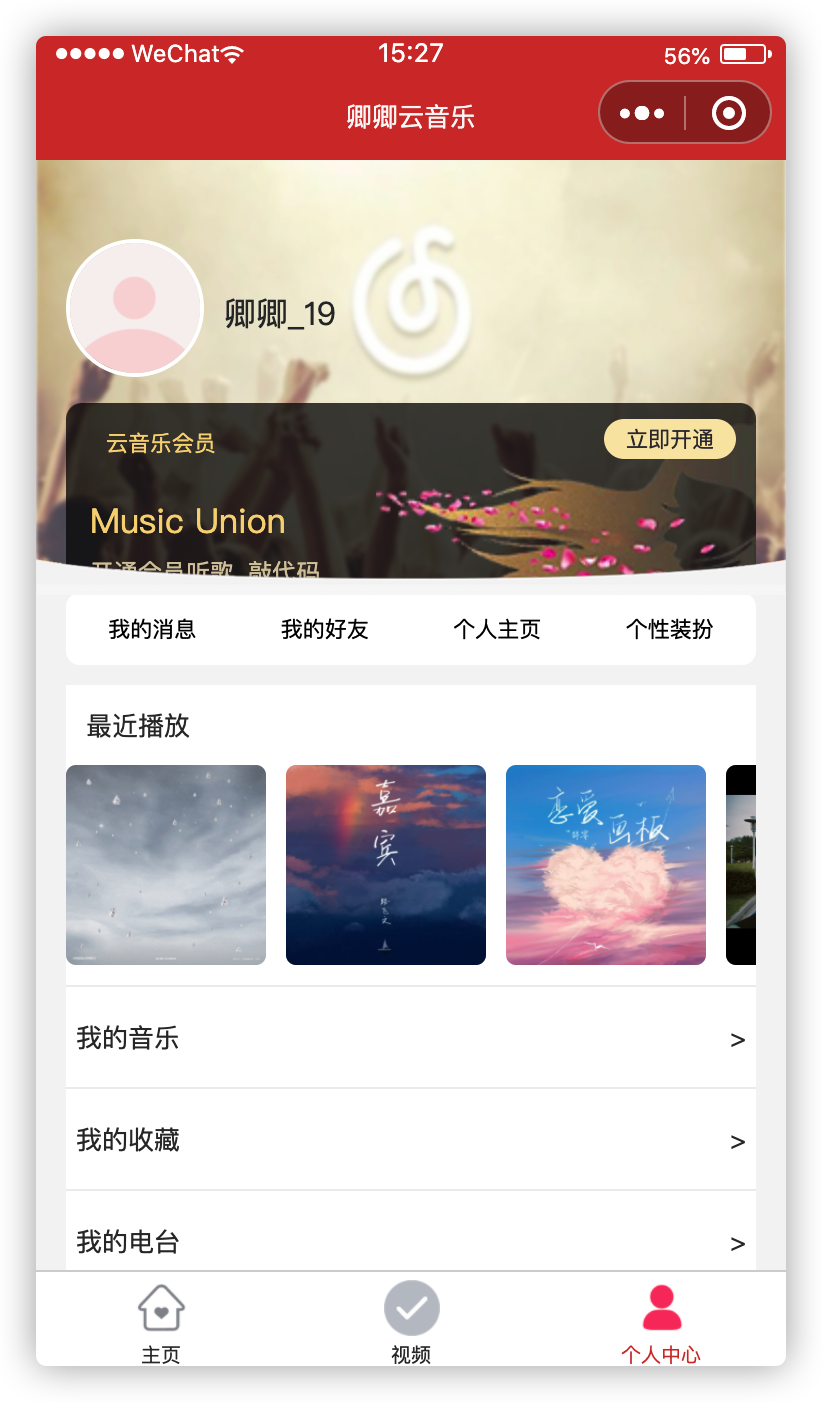 WeChat
15:27
56%
卿卿云音乐
卿卿_19
云音乐会员
立即开通
Music Union
开通会员听歌 敲代码
我的消息
我的好友
个人主页
个性装扮
最近播放
嘉
宾
恋爱
画板
我的音乐
>
我的收藏
>
我的电台
>
主页
视频
个人中心